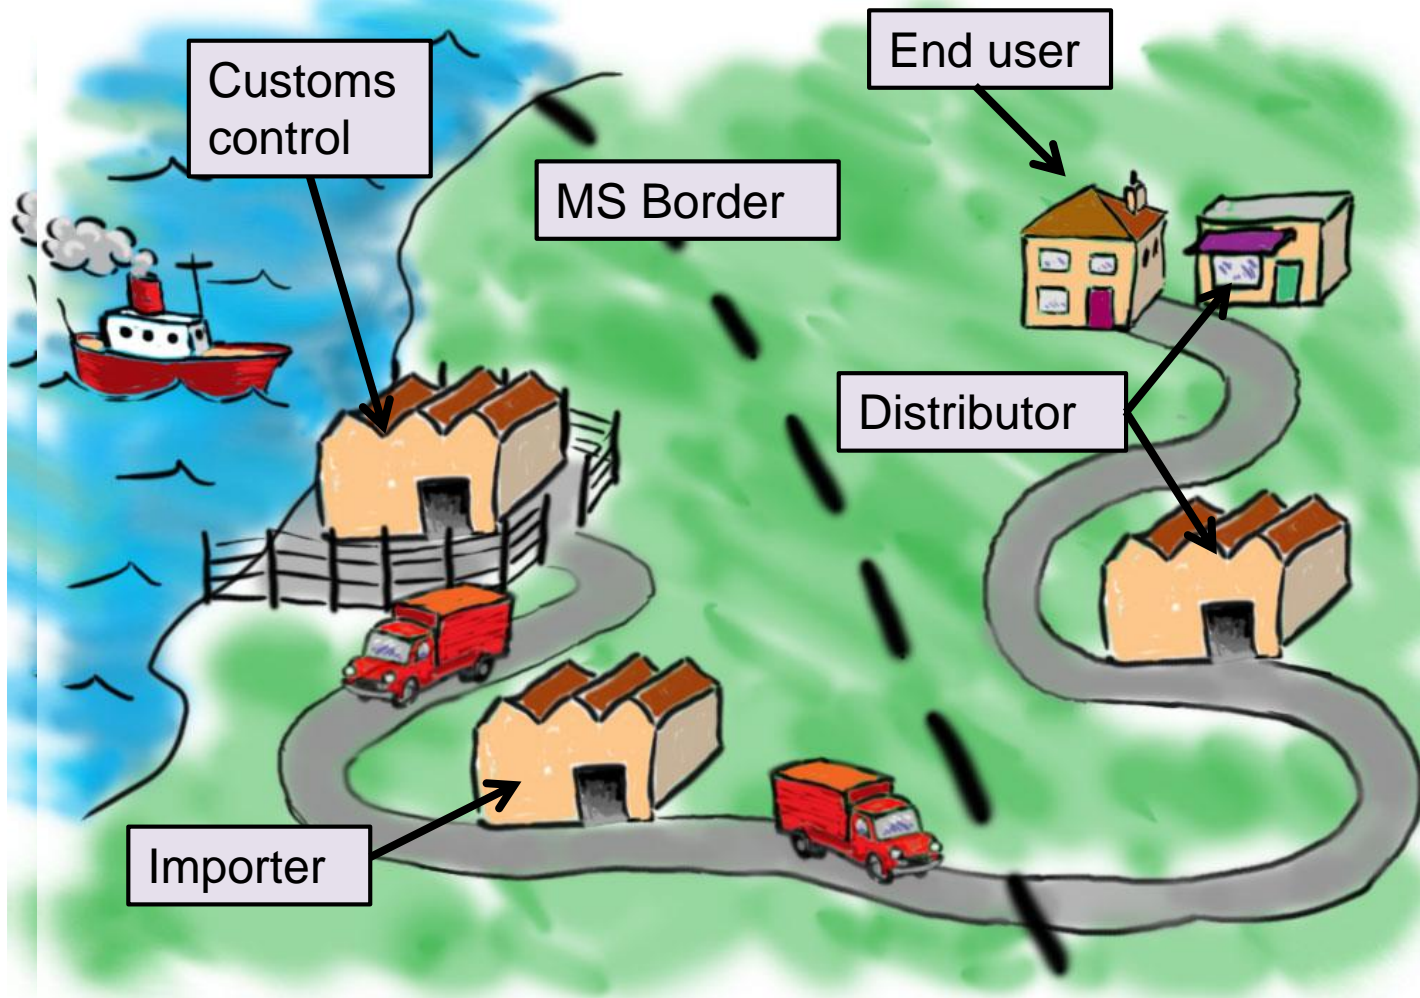 End user
Customs
control
MS Border
Distributor
Importer